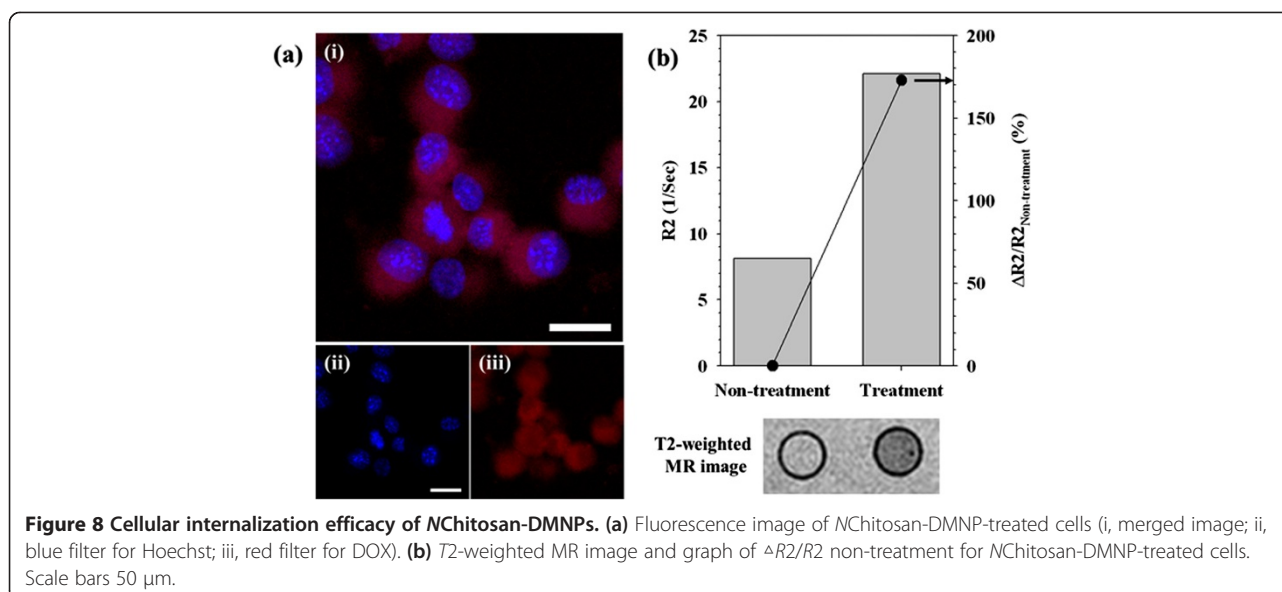 (a)
(i)
(ii)
(iii)
(b)
25
20
15
10
5
0
R2 (1/Sec)
200
150
100
50
0
ΔR2/R2Non-treatment (%)
Non-treatment
Treatment
T2-weighted
MR image
Figure 8 Cellular internalization efficacy of NChitosan-DMNPs. (a) Fluorescence image of NChitosan-DMNP-treated cells (i, merged image; ii,
blue filter for Hoechst; iii, red filter for DOX). (b) T2-weighted MR image and graph of △R2/R2 non-treatment for NChitosan-DMNP-treated cells.
Scale bars 50 μm.